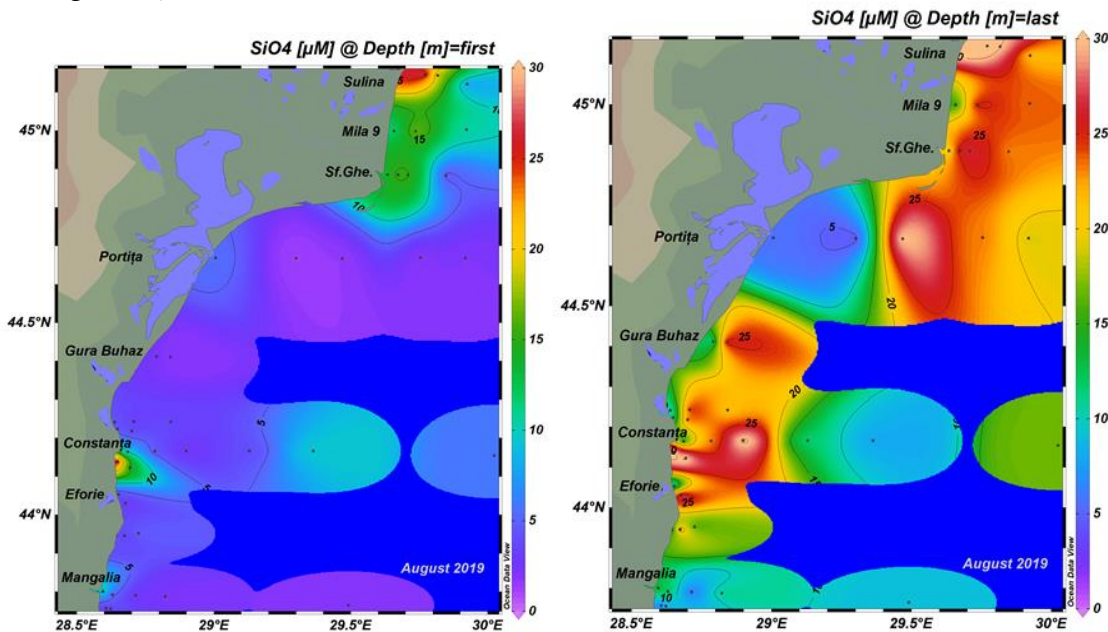 SiO4 [µM] @ Depth [m]=first
Sulina
Mila 9
Sf.Ghe.
Portița
Gura Buhaz
Constanța
Eforie
Mangalia
45°N
44.5°N
44°N
28.5°E
29°E
29.5°E
30°E
5
15
10
5
10
5
August 2019
Ocean Data View
30
25
20
15
10
5
0
SiO4 [µM] @ Depth [m]=last
Sulina
Mila 9
Sf.Ghe.
Portița
Gura Buhaz
Constanța
Eforie
Mangalia
45°N
44.5°N
44°N
28.5°E
29°E
29.5°E
30°E
25
25
5
20
25
20
25
25
10
August 2019
Ocean Data View
30
25
20
15
10
5
0